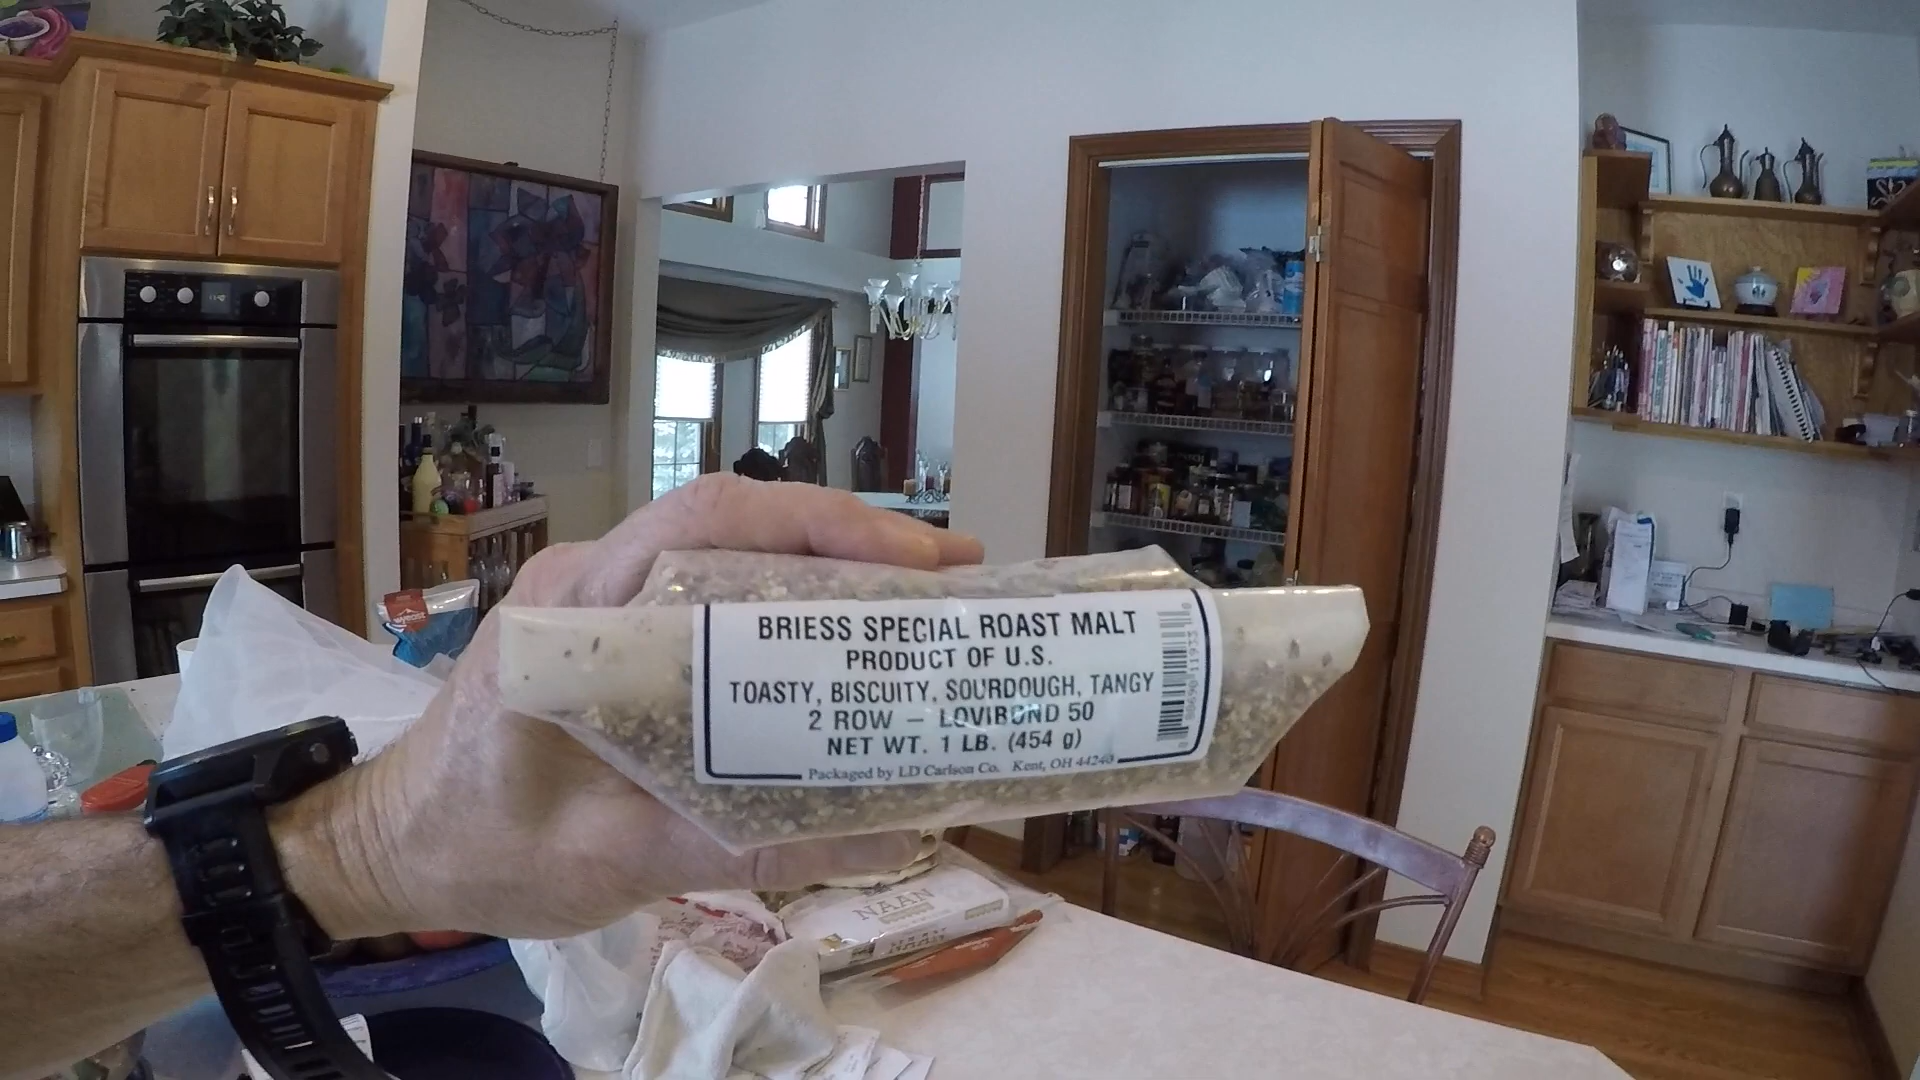 BRIESS SPECIAL ROAST MALT
PRODUCT OF U.S.
TOASTY, BISCUITY, SOURDOUGH, TANGY
2 ROW — LOVIBOND 50
NET WT. 1 LB. (454 g)
Packaged by LD Carlson Co. Kent, OH 44240
NAAN
NAAN